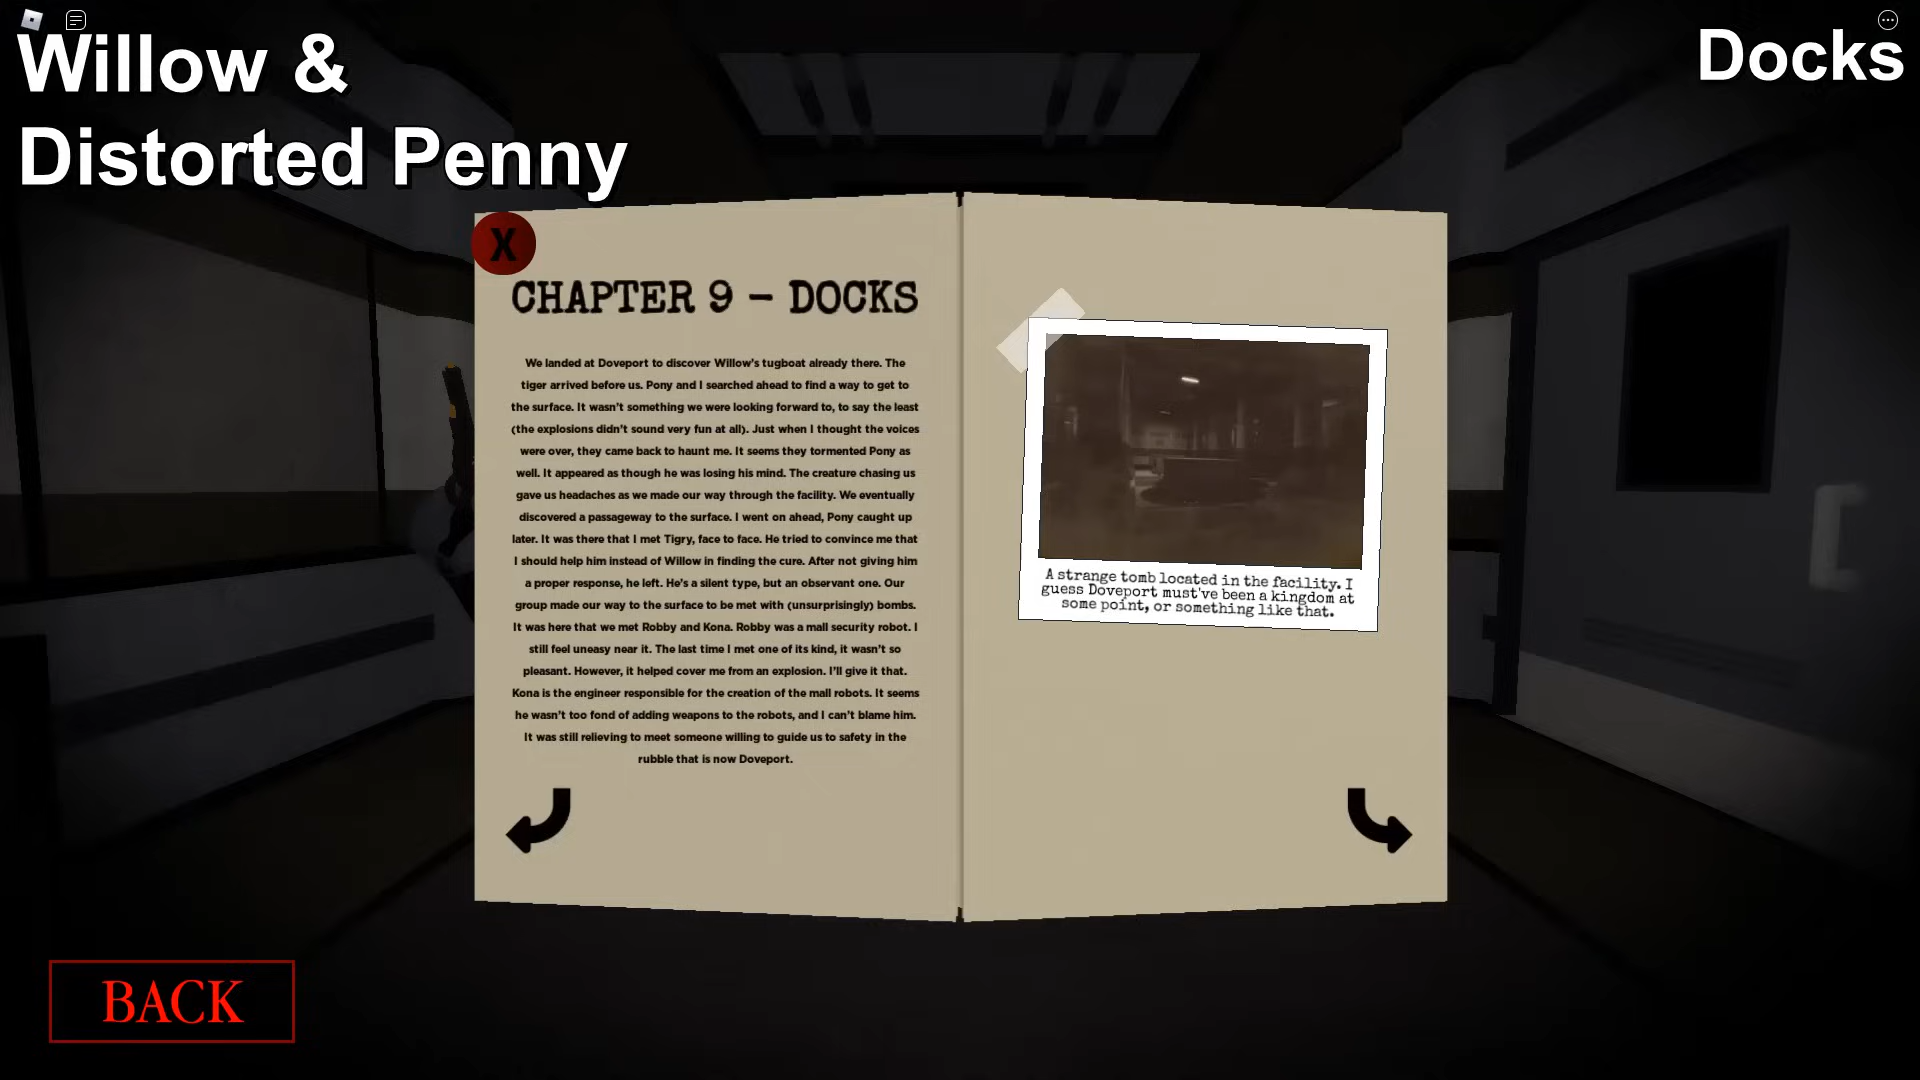 Willow &
Distorted Penny
Docks
X
CHAPTER 9 – DOCKS
We landed at Doveport to discover Willow's tugboat already there. The
tiger arrived before us. Pony and I searched ahead to find a way to get to
the surface. It wasn't something we were looking forward to, to say the least
(the explosions didn't sound very fun at all). Just when I thought the voices
were over, they came back to haunt me. It seems they tormented Pony as
well. It appeared as though he was losing his mind. The creature chasing us
gave us headaches as we made our way through the facility. We eventually
discovered a passageway to the surface. I went on ahead, Pony caught up
later. It was there that I met Tigry, face to face. He tried to convince me that
I should help him instead of Willow in finding the cure. After not giving him
a proper response, he left. He's a silent type, but an observant one. Our
group made our way to the surface to be met with (unsurprisingly) bombs.
It was here that we met Robby and Kona. Robby was a mall security robot. I
still feel uneasy near it. The last time I met one of its kind, it wasn't so
pleasant. However, it helped cover me from an explosion. I'll give it that.
Kona is the engineer responsible for the creation of the mall robots. It seems
he wasn't too fond of adding weapons to the robots, and I can't blame him.
It was still relieving to meet someone willing to guide us to safety in the
rubble that is now Doveport.
A strange tomb located in the facility. I
guess Doveport must've been a kingdom at
some point, or something like that.
BACK